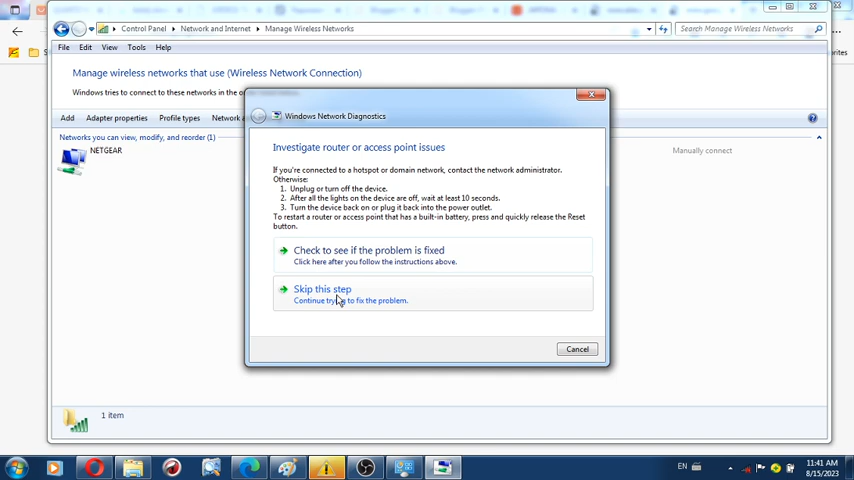 Control Panel
Network and Internet
Manage Wireless Networks
Search Manage Wireless Networks
File Edit View Tools Help
Manage wireless networks that use (Wireless Network Connection)
Windows tries to connect to these networks in the
Add Adapter properties Profile types Network
Networks you can view, modify, and reorder (1)
NETGEAR
Manually connect
Windows Network Diagnostics
Investigate router or access point issues
If you're connected to a hotspot or domain network, contact the network administrator.
Otherwise:
1. Unplug or turn off the device.
2. After all the lights on the device are off, wait at least 10 seconds.
3. Turn the device back on or plug it back into the power outlet.
To restart a router or access point that has a built-in battery, press and quickly release the Reset
button.
Check to see if the problem is fixed
Click here after you follow the instructions above.
Skip this step
Continue trying to fix the problem.
Cancel
1 item
EN
11:41 AM
8/15/2023